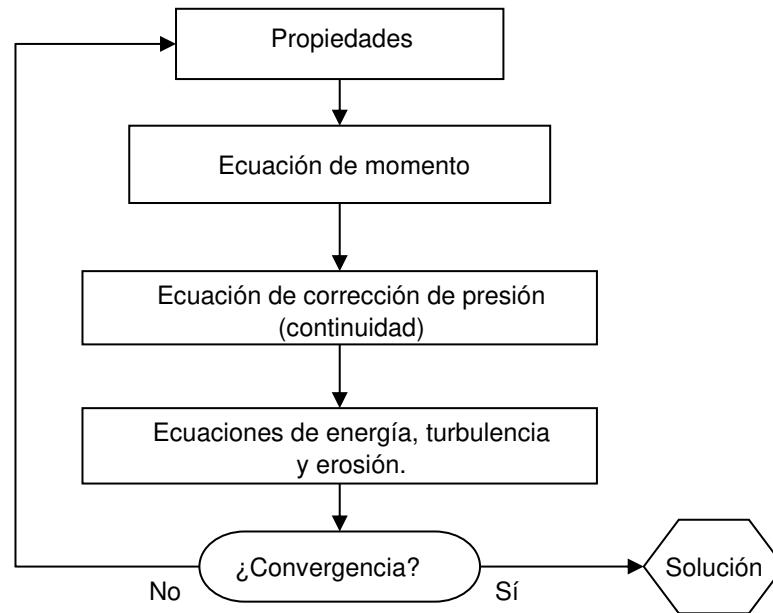 Propiedades
Ecuación de momento
Ecuación de corrección de presión
(continuidad)
Ecuaciones de energía, turbulencia
y erosión.
¿Convergencia?
Solución
No
Sí